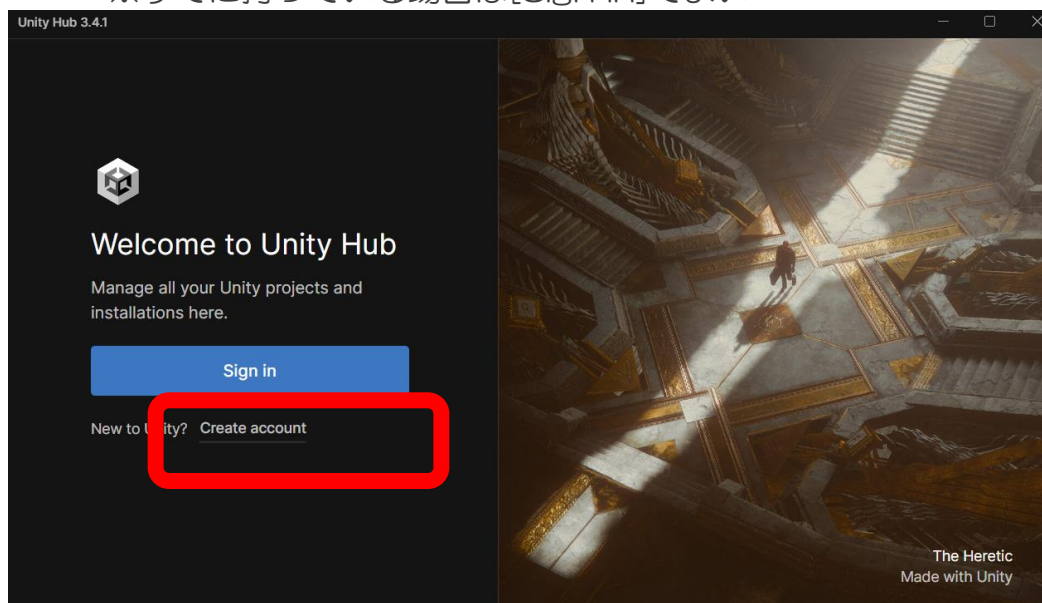 Unity Hub 3.4.1
Welcome to Unity Hub
Manage all your Unity projects and
installations here.
Sign in
New to Unity? Create account
The Heretic
Made with Unity